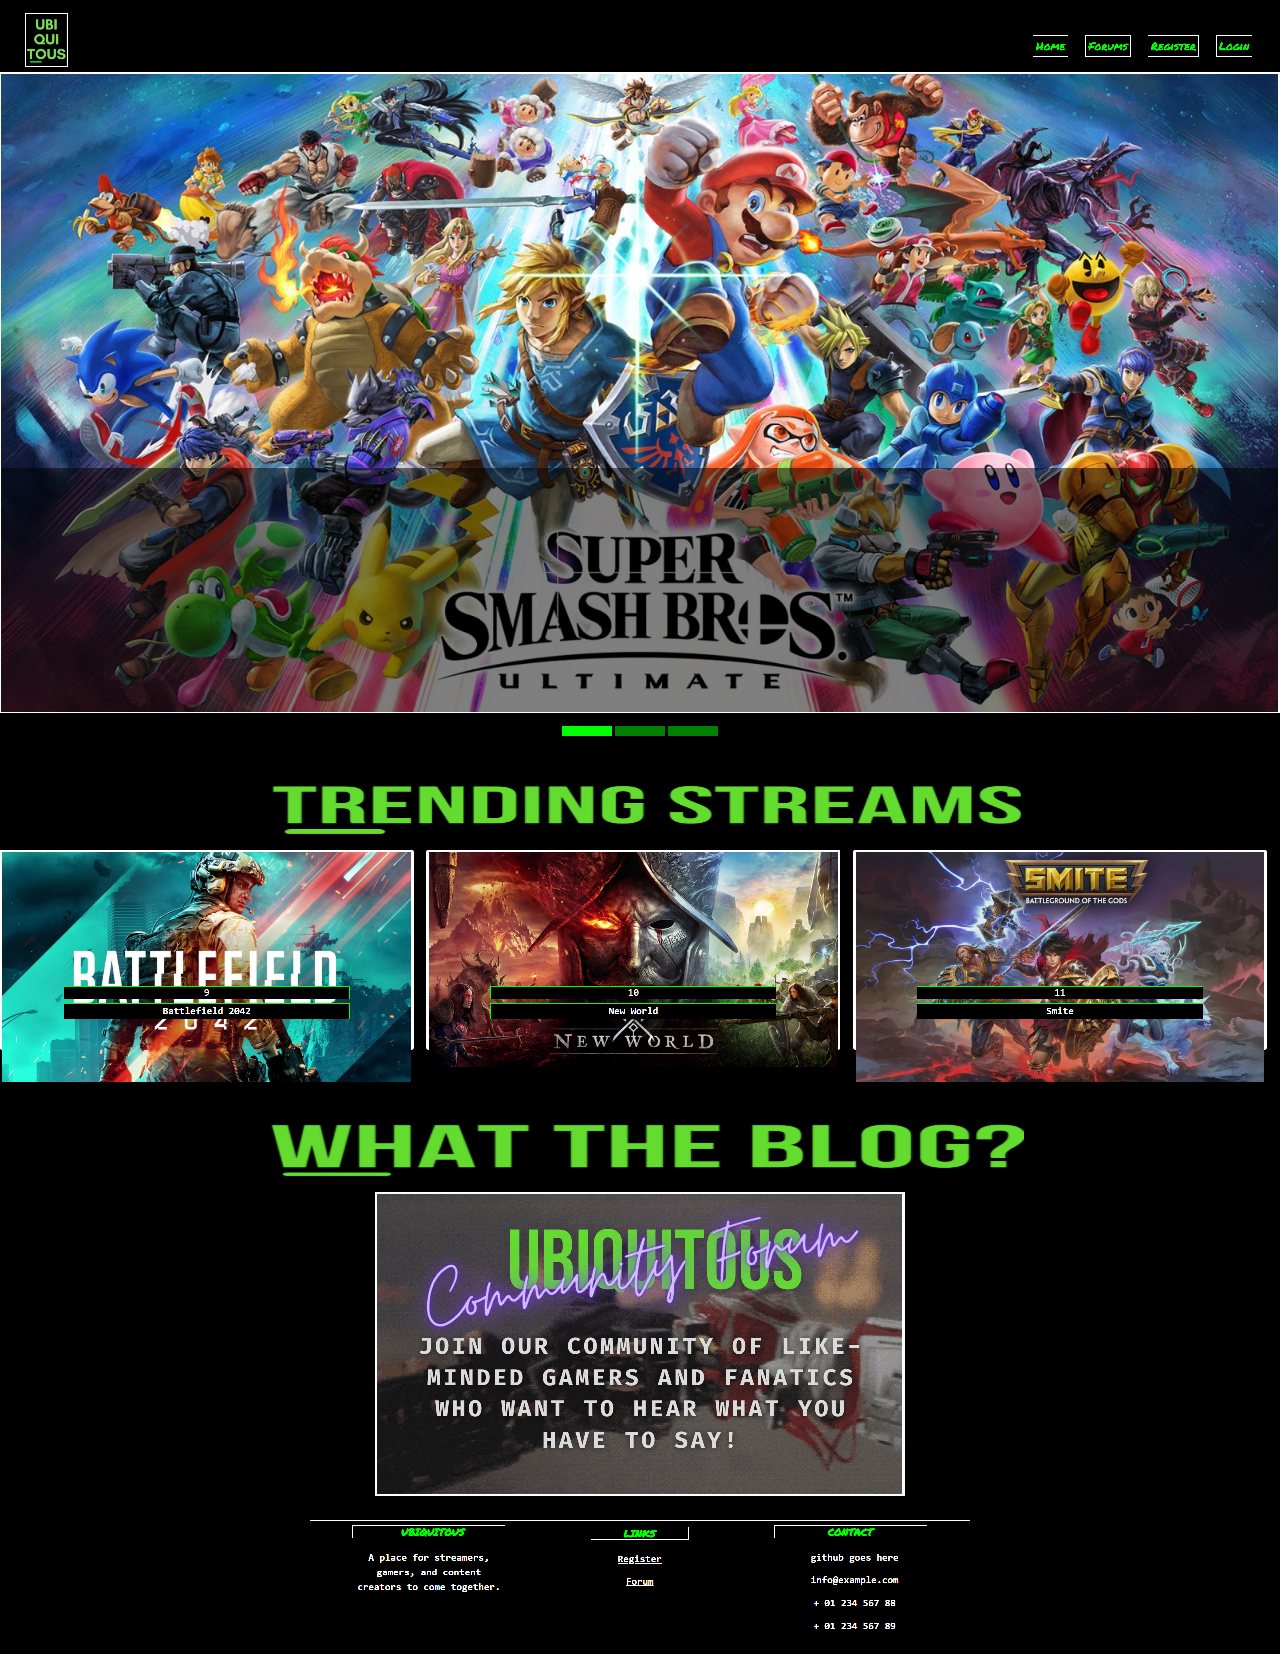 UBI
QUI
TOUS
Home Forums Register Login
SUPER
SMASH BROS.™
ULTIMATE
TRENDING STREAMS
BATTLEFIELD
2042
9
Battlefield 2042
10
New World
NEW WORLD
SMITE
BATTLEGROUND OF THE GODS
11
Smite
WHAT THE BLOG?
UBIQUITOUS
Community Forum
JOIN OUR COMMUNITY OF LIKE-
MINDED GAMERS AND FANATICS
WHO WANT TO HEAR WHAT YOU
HAVE TO SAY!
UBIQUITOUS
A place for streamers,
gamers, and content
creators to come together.
LINKS
Register
Forum
CONTACT
github goes here
info@example.com
+ 01 234 567 88
+ 01 234 567 89